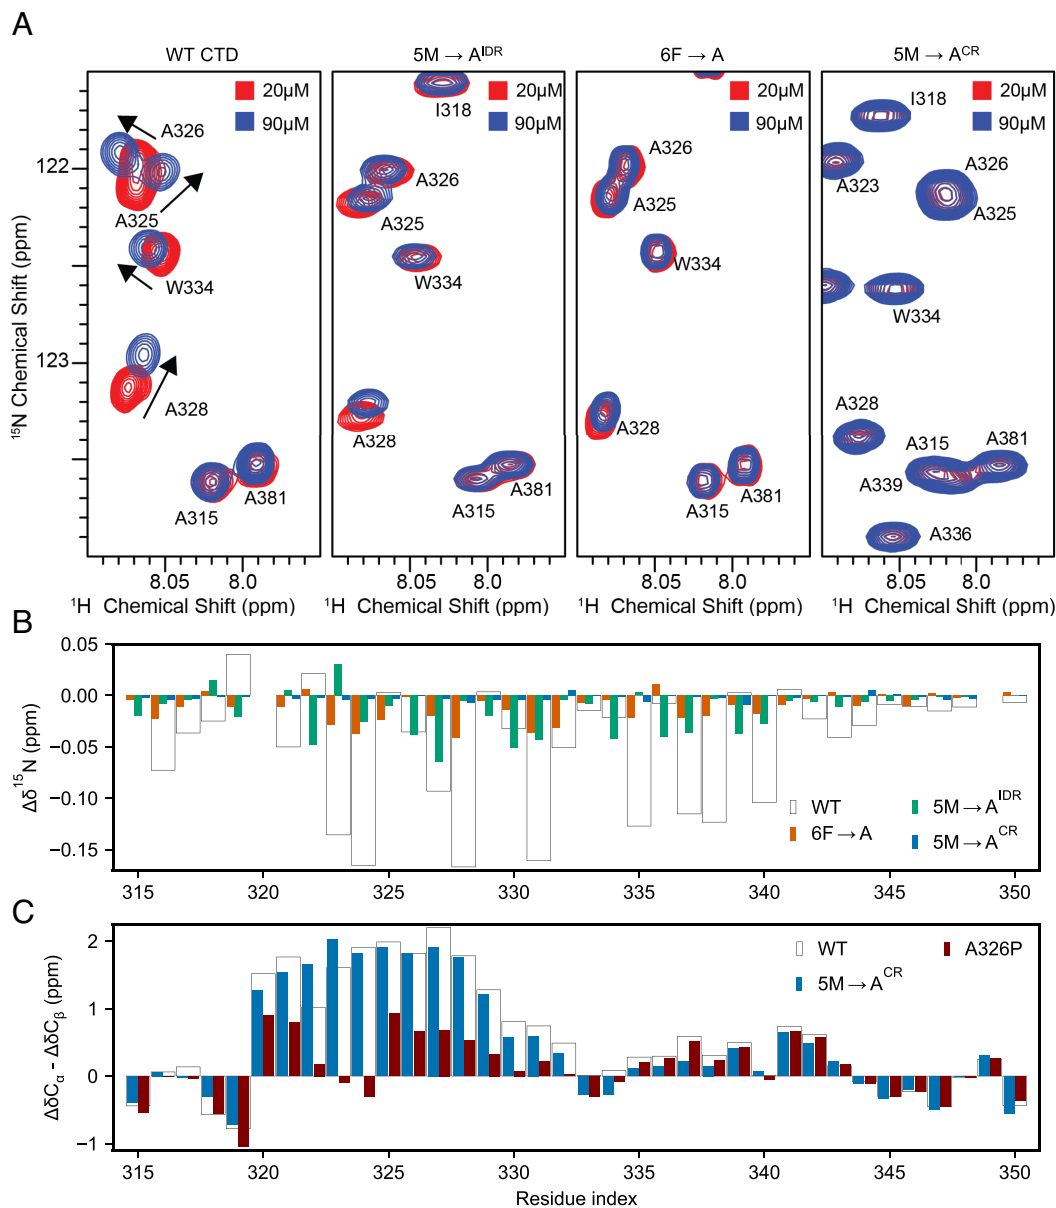 A
WT CTD
5M → A^IDR
6F → A
5M → A^CR
20µM
90µM
A326
A325
W334
A328
A315
A381
20µM
90µM
I318
A326
A325
W334
A328
A315
A381
20µM
90µM
A326
A325
W334
A328
A315
A381
20µM
90µM
I318
A323
A326
A325
W334
A328
A315
A381
A339
A336
122
123
15N Chemical Shift (ppm)
8.05 8.0
8.05 8.0
8.05 8.0
8.05 8.0
1H Chemical Shift (ppm)
1H Chemical Shift (ppm)
1H Chemical Shift (ppm)
1H Chemical Shift (ppm)
B
0.05
0.00
−0.05
−0.10
−0.15
Δδ15N (ppm)
WT
6F→A
5M→A^IDR
5M→A^CR
315 320 325 330 335 340 345 350
C
2
1
0
−1
ΔδCα - ΔδCβ (ppm)
WT
5M→A^CR
A326P
315 320 325 330 335 340 345 350
Residue index